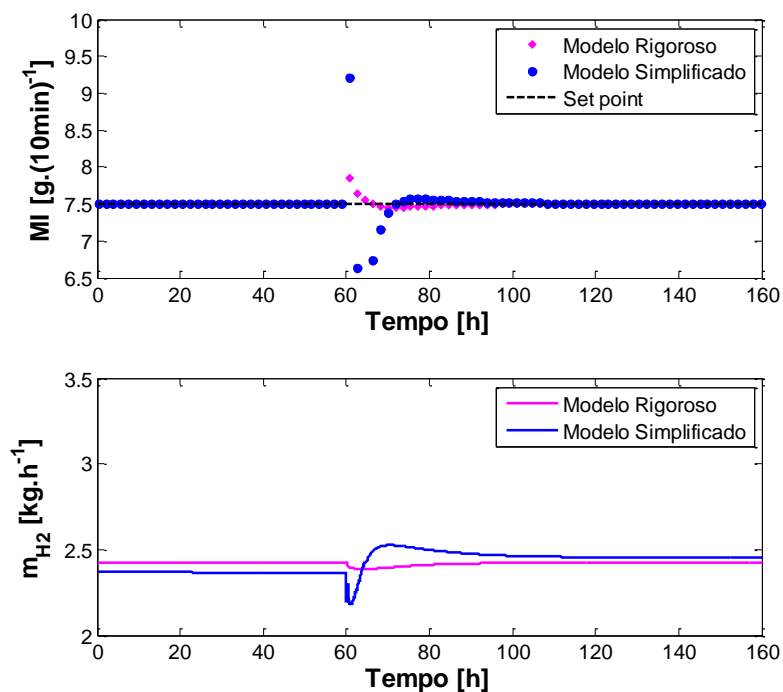 10
9.5
9
8.5
8
7.5
7
6.5
MI [g.(10min)⁻¹]
Modelo Rigoroso
Modelo Simplificado
Set point
0 20 40 60 80 100 120 140 160
Tempo [h]
3.5
3
2.5
2
m_H2 [kg.h⁻¹]
Modelo Rigoroso
Modelo Simplificado
0 20 40 60 80 100 120 140 160
Tempo [h]